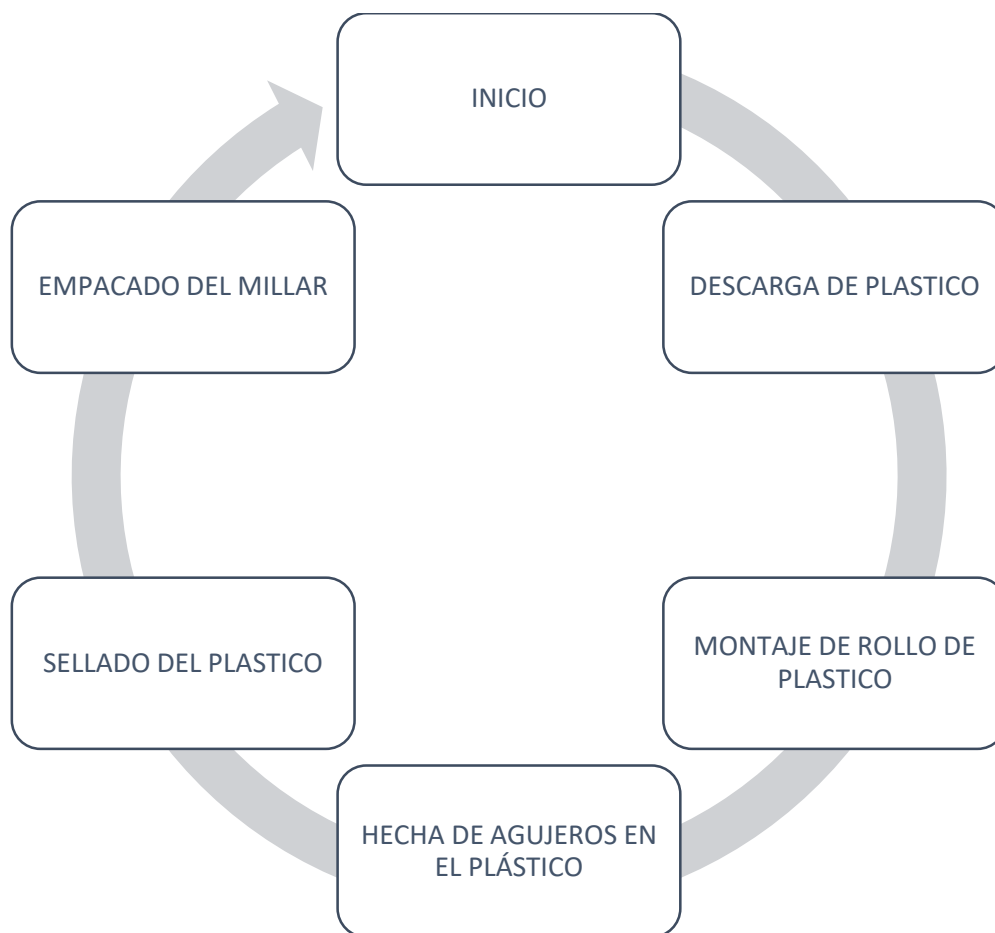 INICIO
DESCARGA DE PLASTICO
MONTAJE DE ROLLO DE
PLASTICO
HECHA DE AGUJEROS EN
EL PLÁSTICO
SELLADO DEL PLASTICO
EMPACADO DEL MILLAR